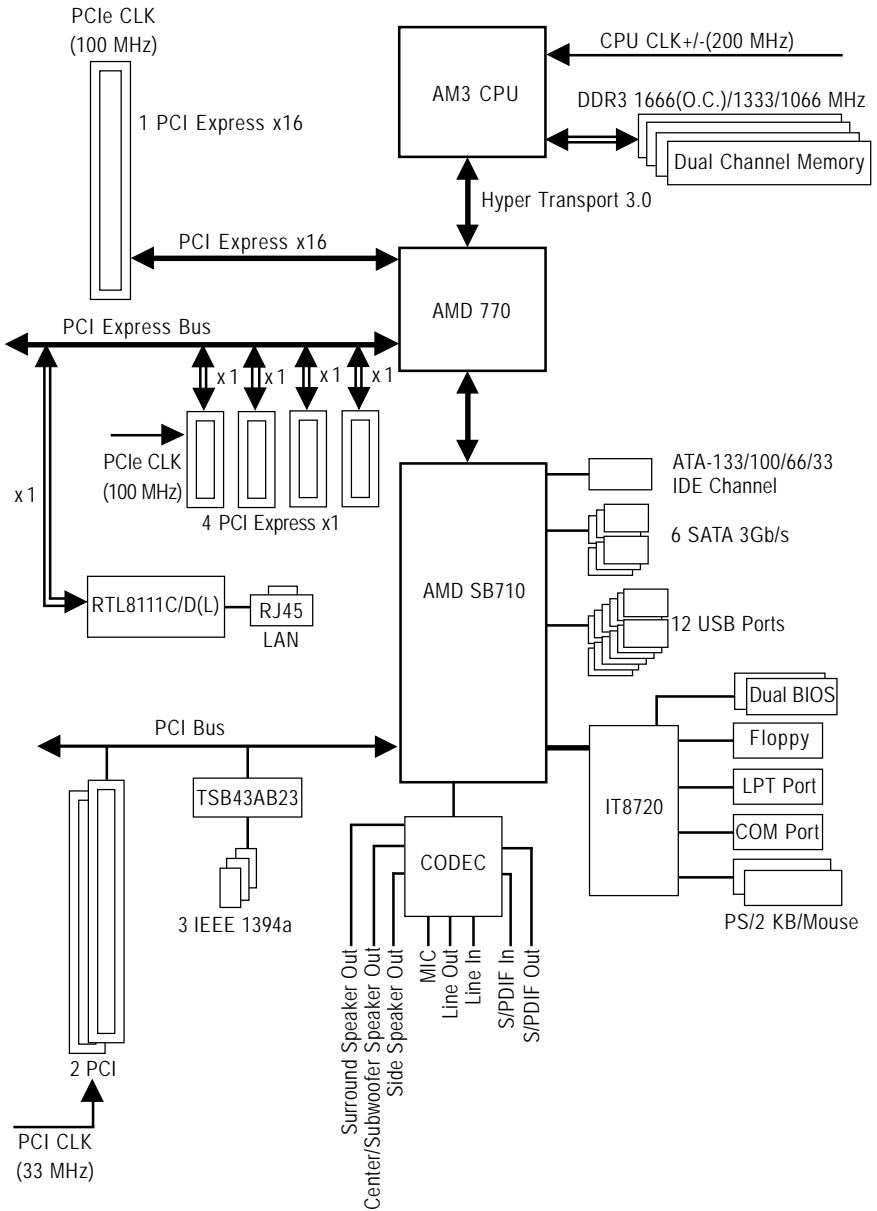 PCIe CLK
(100 MHz)
1 PCI Express x16
AM3 CPU
CPU CLK+/-(200 MHz)
DDR3 1666(O.C.)/1333/1066 MHz
Dual Channel Memory
Hyper Transport 3.0
PCI Express x16
AMD 770
PCI Express Bus
x1
x1
x1
x1
PCIe CLK
(100 MHz)
x1
4 PCI Express x1
RTL8111C/D(L)
RJ45
LAN
AMD SB710
ATA-133/100/66/33
IDE Channel
6 SATA 3Gb/s
12 USB Ports
PCI Bus
TSB43AB23
3 IEEE 1394a
2 PCI
PCI CLK
(33 MHz)
IT8720
Dual BIOS
Floppy
LPT Port
COM Port
PS/2 KB/Mouse
CODEC
Surround Speaker Out
Center/Subwoofer Speaker Out
Side Speaker Out
MIC
Line Out
Line In
S/PDIF In
S/PDIF Out